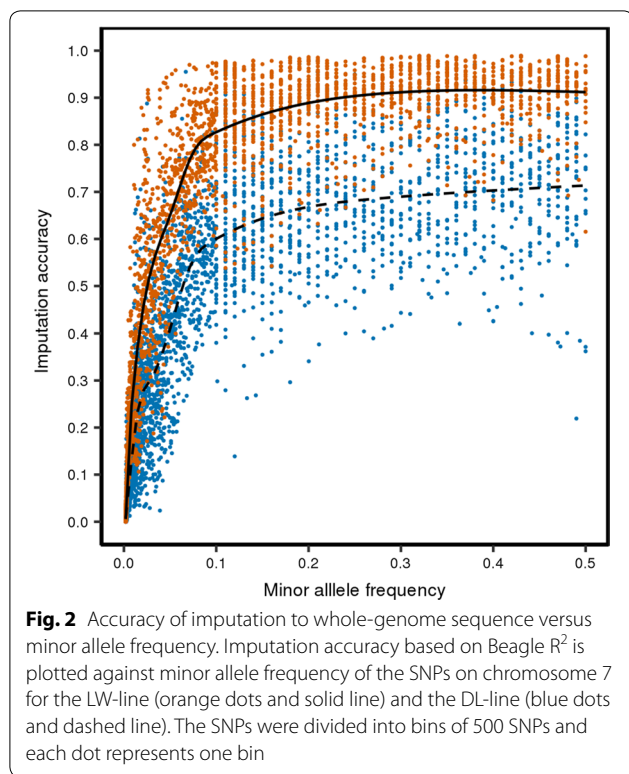 1.0
0.9
0.8
0.7
0.6
0.5
0.4
0.3
0.2
0.1
0.0
Imputation accuracy
0.0 0.1 0.2 0.3 0.4 0.5
Minor alllele frequency
Fig. 2 Accuracy of imputation to whole-genome sequence versus
minor allele frequency. Imputation accuracy based on Beagle R² is
plotted against minor allele frequency of the SNPs on chromosome 7
for the LW-line (orange dots and solid line) and the DL-line (blue dots
and dashed line). The SNPs were divided into bins of 500 SNPs and
each dot represents one bin